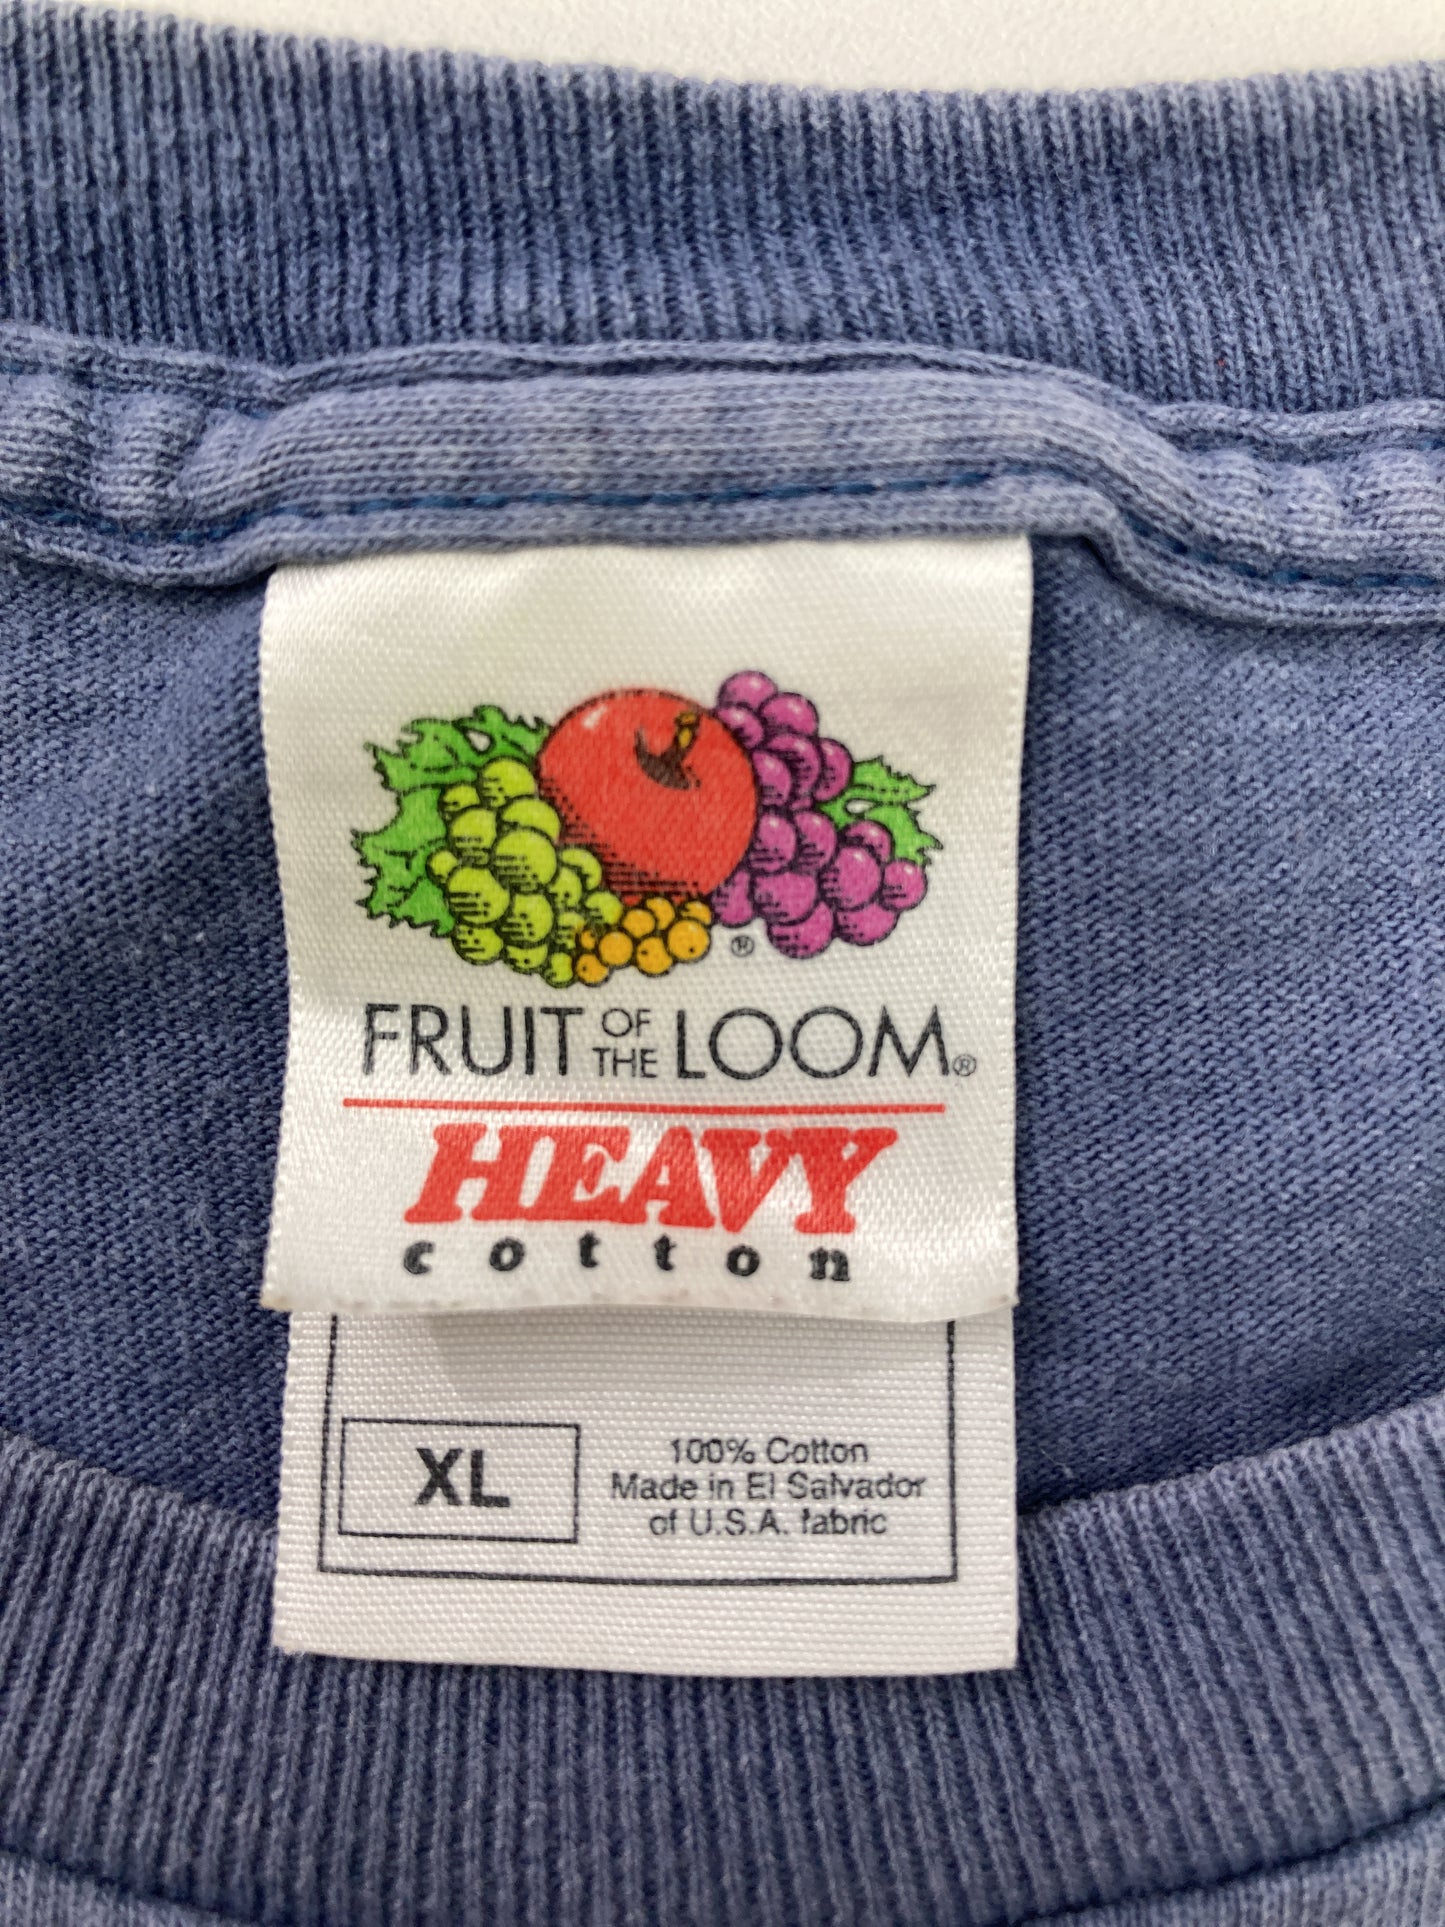 ®
FRUIT OF THE LOOM®
HEAVY
cotton
XL
100% Cotton
Made in El Salvador
of U.S.A. fabric